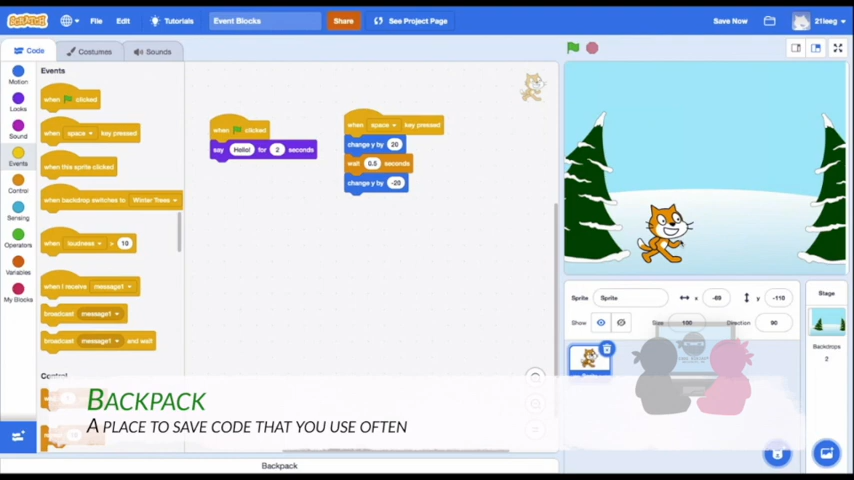 SCRATCH
File
Edit
Tutorials
Event Blocks
Share
See Project Page
Save Now
21leeg
Code
Costumes
Sounds
Motion
Looks
Sound
Events
Control
Sensing
Operators
Variables
My Blocks
Events
when clicked
when space key pressed
when this sprite clicked
when backdrop switches to Winter Trees
when loudness > 10
when I receive message1
broadcast message1
broadcast message1 and wait
Control
when clicked
say Hello! for 2 seconds
when space key pressed
change y by 20
wait 0.5 seconds
change y by -20
Sprite
Sprite
x
-89
y
-110
Show
Size
100
Direction
90
Stage
Backdrops
2
BACKPACK
A PLACE TO SAVE CODE THAT YOU USE OFTEN
Backpack